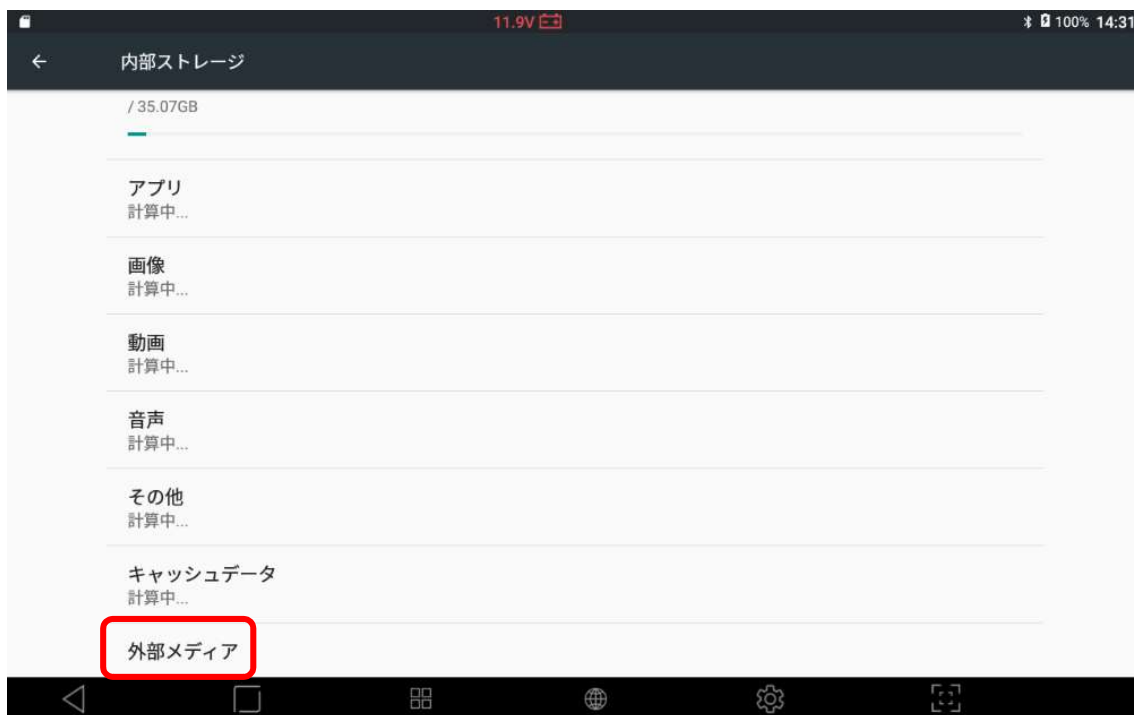 11.9V
100% 14:31
内部ストレージ
/ 35.07GB
アプリ
計算中...
画像
計算中...
動画
計算中...
音声
計算中...
その他
計算中...
キャッシュデータ
計算中...
外部メディア